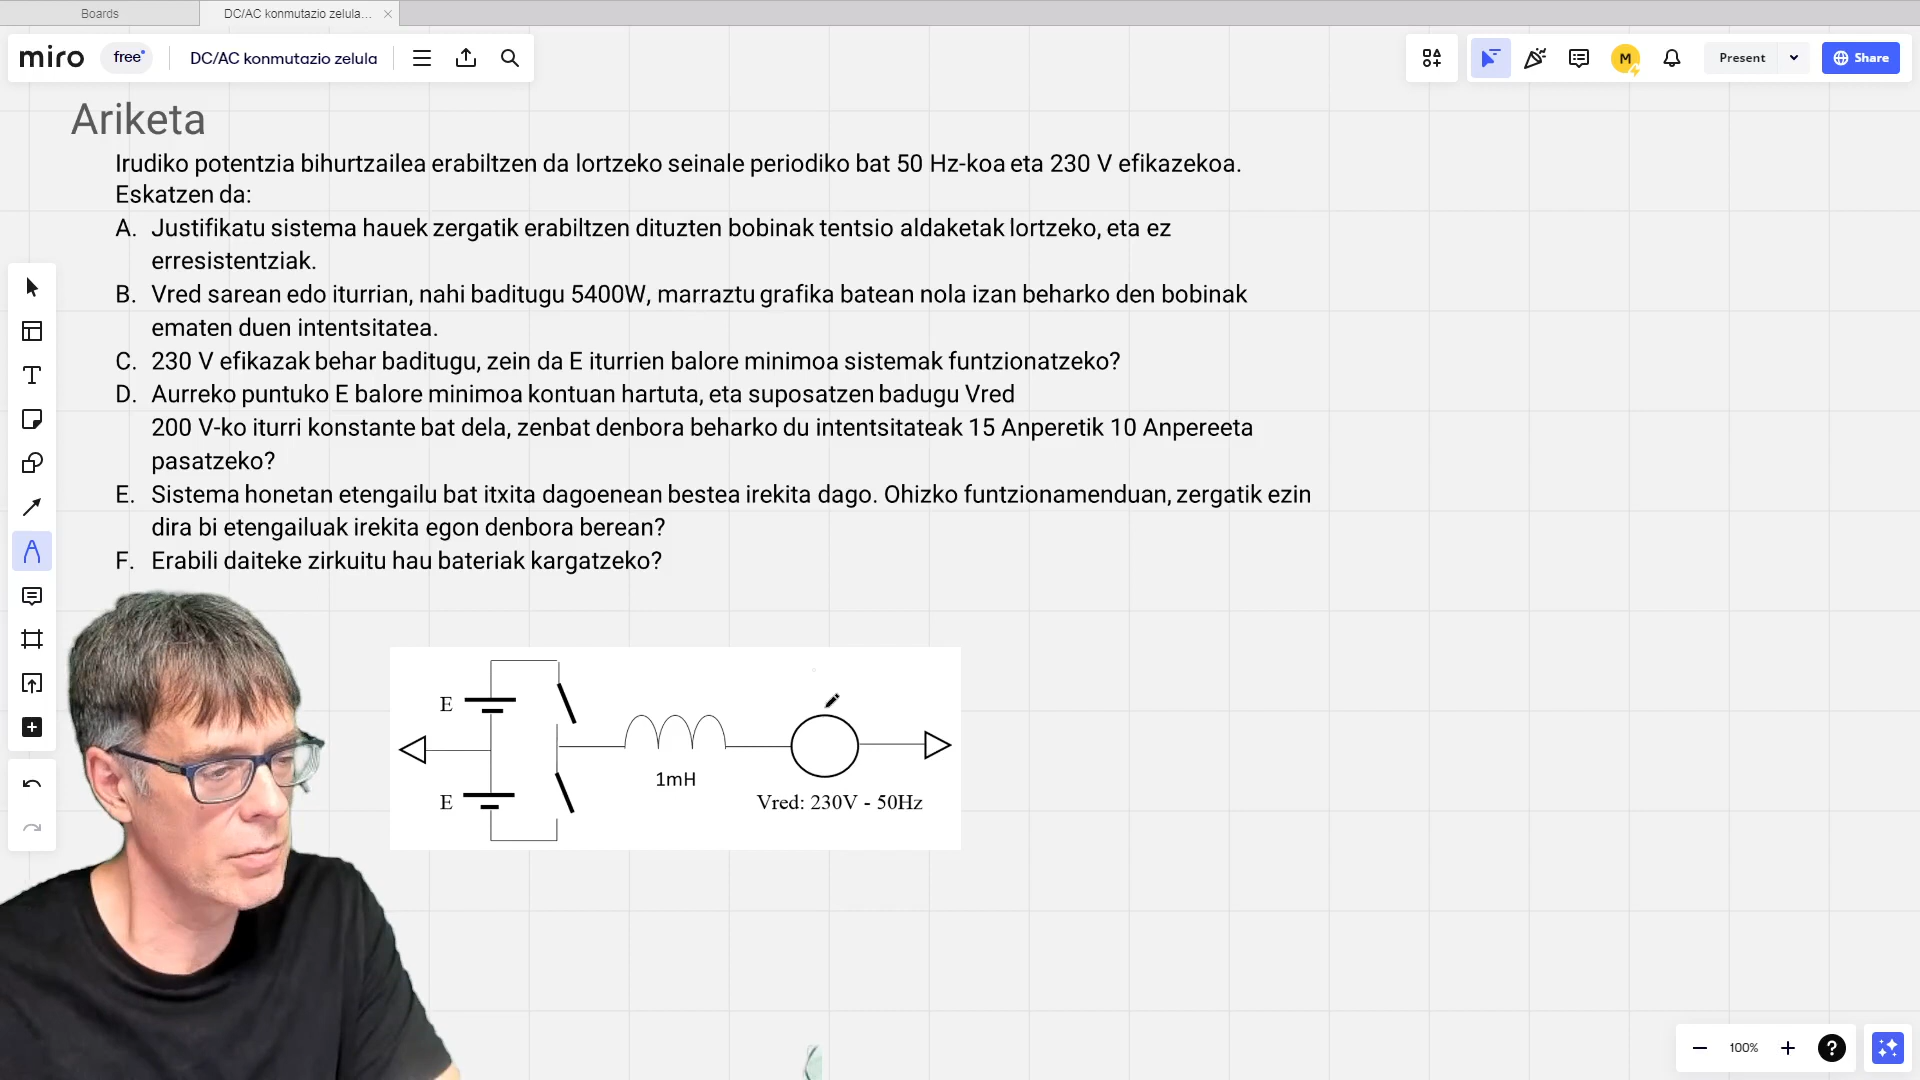 Boards
DC/AC konmutazio zelula...
miro free DC/AC konmutazio zelula
M Present Share
Ariketa
Irudiko potentzia bihurtzailea erabiltzen da lortzeko seinale periodiko bat 50 Hz-koa eta 230 V efikazekoa.
Eskatzen da:
A. Justifikatu sistema hauek zergatik erabiltzen dituzten bobinak tentsio aldaketak lortzeko, eta ez
erresistentziak.
B. Vred sarean edo iturrian, nahi baditugu 5400W, marraztu grafika batean nola izan beharko den bobinak
ematen duen intentsitatea.
C. 230 V efikazak behar baditugu, zein da E iturrien balore minimoa sistemak funtzionatzeko?
D. Aurreko puntuko E balore minimoa kontuan hartuta, eta suposatzen badugu Vred
200 V-ko iturri konstante bat dela, zenbat denbora beharko du intentsitateak 15 Anperetik 10 Anpereeta
pasatzeko?
E. Sistema honetan etengailu bat itxita dagoenean bestea irekita dago. Ohizko funtzionamenduan, zergatik ezin
dira bi etengailuak irekita egon denbora berean?
F. Erabili daiteke zirkuitu hau bateriak kargatzeko?
E
1mH
E
Vred: 230V - 50Hz
100%